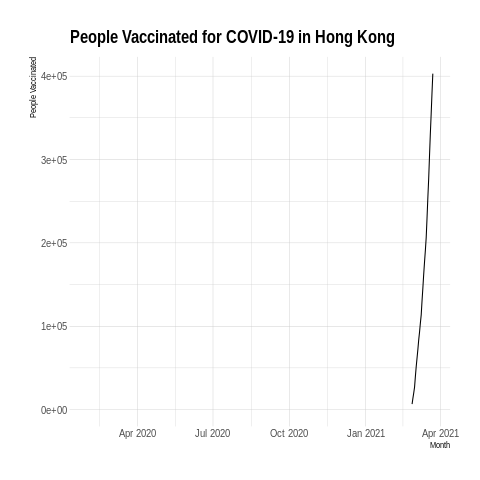 People Vaccinated for COVID-19 in Hong Kong
People Vaccinated
4e+05
3e+05
2e+05
1e+05
0e+00
Apr 2020 Jul 2020 Oct 2020 Jan 2021 Apr 2021
Month